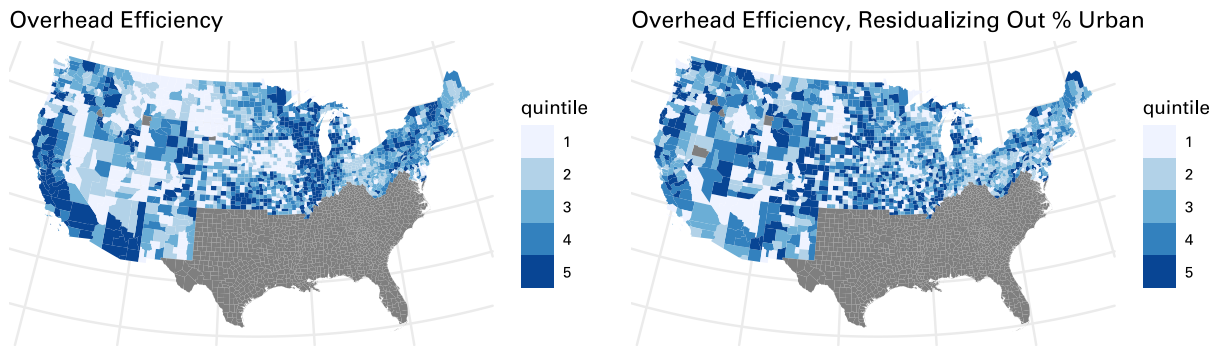 Overhead Efficiency
quintile
1
2
3
4
5
Overhead Efficiency, Residualizing Out % Urban
quintile
1
2
3
4
5